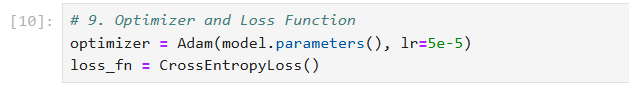 [10]: # 9. Optimizer and Loss Function
optimizer = Adam(model.parameters(), lr=5e-5)
loss_fn = CrossEntropyLoss()